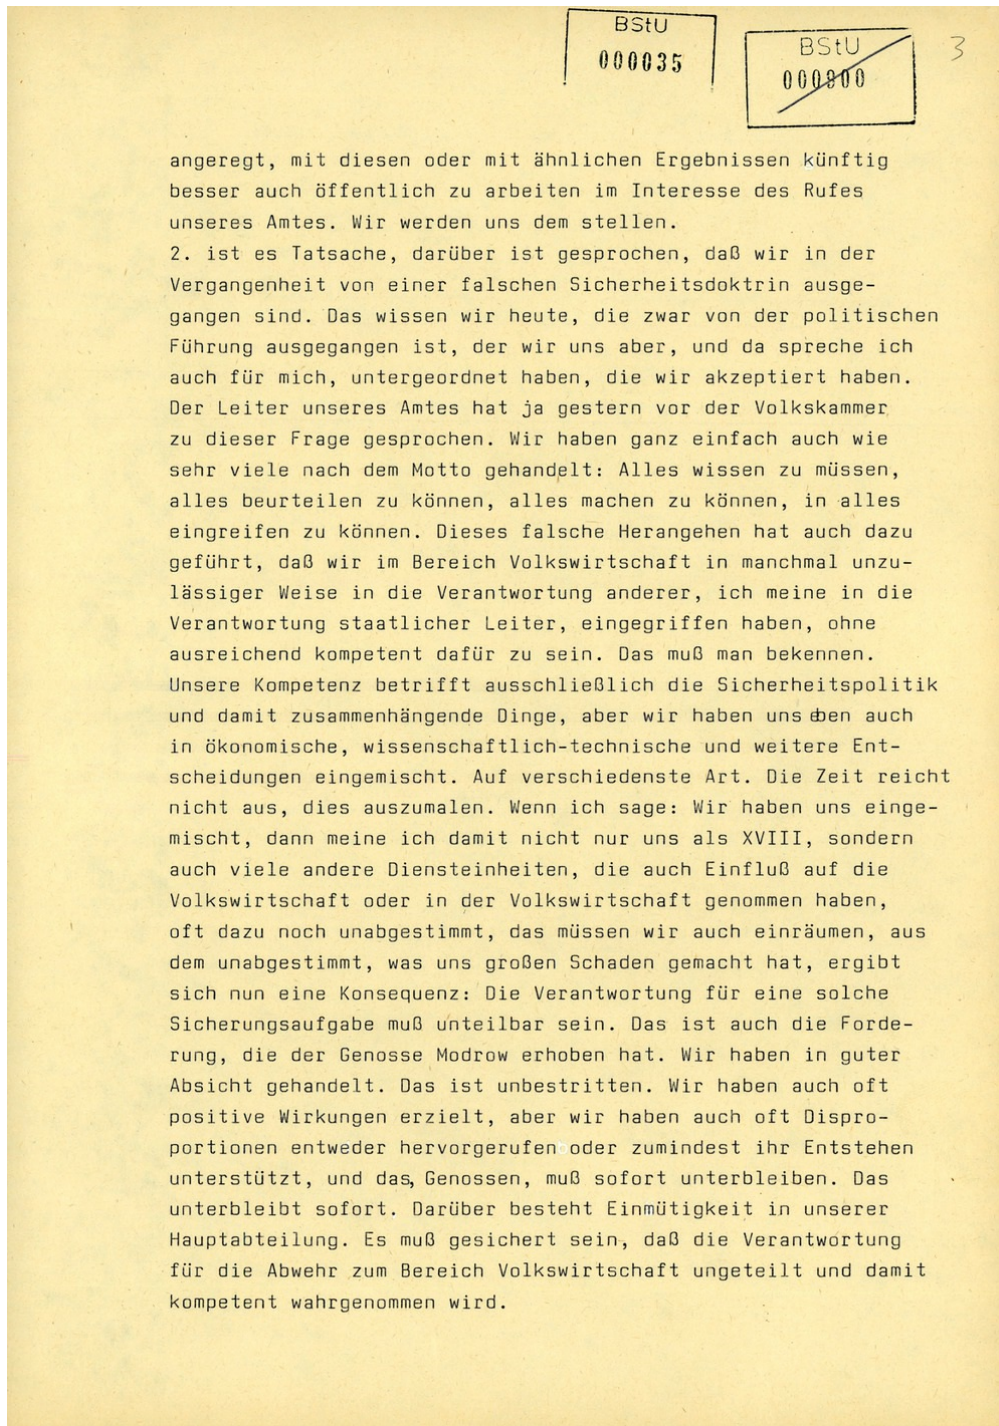 BStU
000035
BStU
000800
3
angeregt, mit diesen oder mit ähnlichen Ergebnissen künftig
besser auch öffentlich zu arbeiten im Interesse des Rufes
unseres Amtes. Wir werden uns dem stellen.
2. ist es Tatsache, darüber ist gesprochen, daß wir in der
Vergangenheit von einer falschen Sicherheitsdoktrin ausge-
gangen sind. Das wissen wir heute, die zwar von der politischen
Führung ausgegangen ist, der wir uns aber, und da spreche ich
auch für mich, untergeordnet haben, die wir akzeptiert haben.
Der Leiter unseres Amtes hat ja gestern vor der Volkskammer
zu dieser Frage gesprochen. Wir haben ganz einfach auch wie
sehr viele nach dem Motto gehandelt: Alles wissen zu müssen,
alles beurteilen zu können, alles machen zu können, in alles
eingreifen zu können. Dieses falsche Herangehen hat auch dazu
geführt, daß wir im Bereich Volkswirtschaft in manchmal unzu-
lässiger Weise in die Verantwortung anderer, ich meine in die
Verantwortung staatlicher Leiter, eingegriffen haben, ohne
ausreichend kompetent dafür zu sein. Das muß man bekennen.
Unsere Kompetenz betrifft ausschließlich die Sicherheitspolitik
und damit zusammenhängende Dinge, aber wir haben uns eben auch
in ökonomische, wissenschaftlich-technische und weitere Ent-
scheidungen eingemischt. Auf verschiedenste Art. Die Zeit reicht
nicht aus, dies auszumalen. Wenn ich sage: Wir haben uns einge-
mischt, dann meine ich damit nicht nur uns als XVIII, sondern
auch viele andere Diensteinheiten, die auch Einfluß auf die
Volkswirtschaft oder in der Volkswirtschaft genommen haben,
oft dazu noch unabgestimmt, das müssen wir auch einräumen, aus
dem unabgestimmt, was uns großen Schaden gemacht hat, ergibt
sich nun eine Konsequenz: Die Verantwortung für eine solche
Sicherungsaufgabe muß unteilbar sein. Das ist auch die Forde-
rung, die der Genosse Modrow erhoben hat. Wir haben in guter
Absicht gehandelt. Das ist unbestritten. Wir haben auch oft
positive Wirkungen erzielt, aber wir haben auch oft Dispro-
portionen entweder hervorgerufen oder zumindest ihr Entstehen
unterstützt, und das, Genossen, muß sofort unterbleiben. Das
unterbleibt sofort. Darüber besteht Einmütigkeit in unserer
Hauptabteilung. Es muß gesichert sein, daß die Verantwortung
für die Abwehr zum Bereich Volkswirtschaft ungeteilt und damit
kompetent wahrgenommen wird.